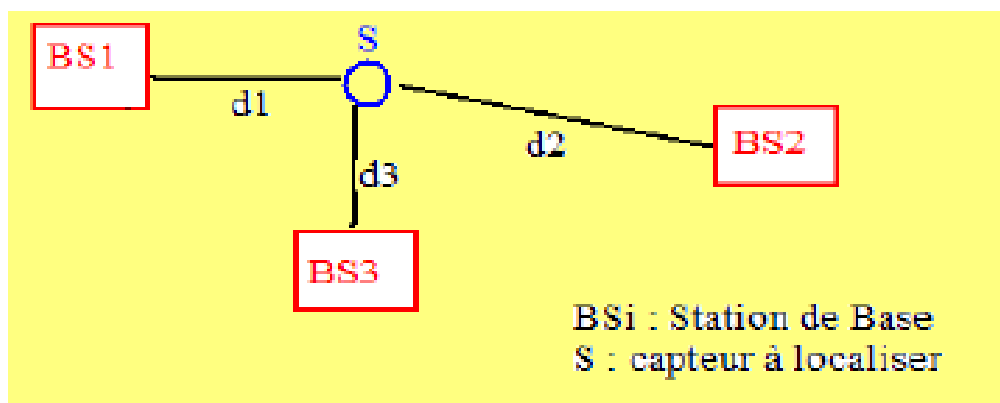 S
BS1
d1
d2
BS2
d3
BS3
BSi : Station de Base
S : capteur à localiser